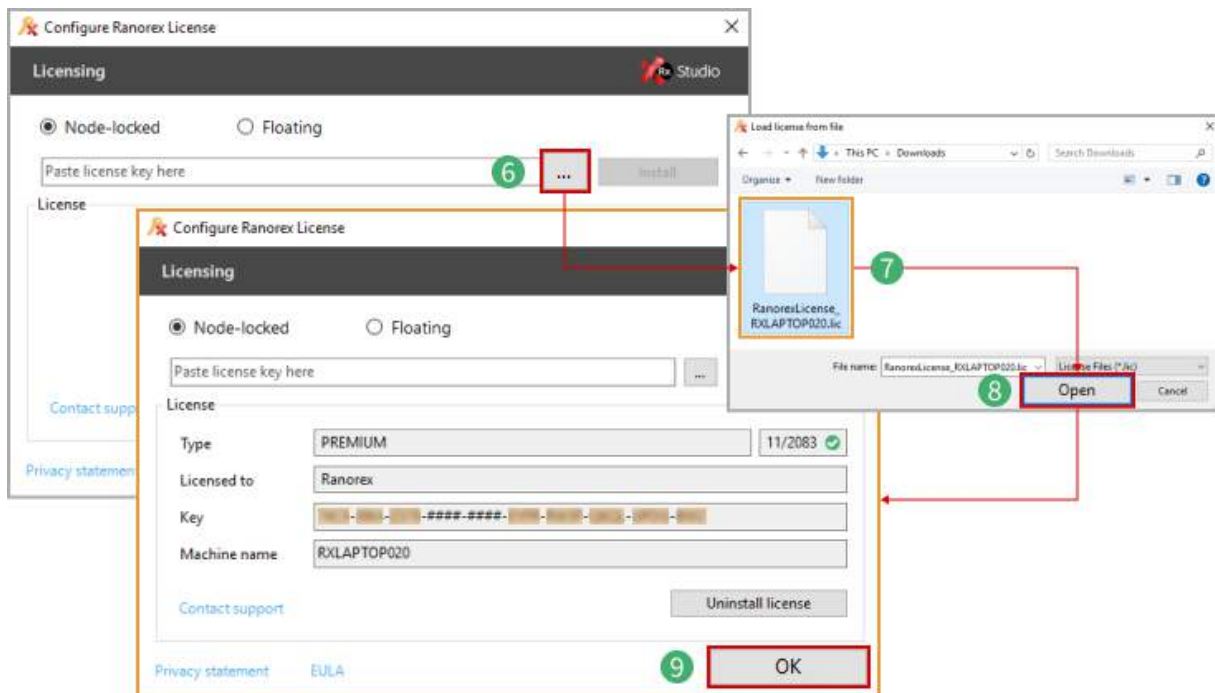 Configure Ranorex License
Licensing
Rx Studio
Node-locked
Floating
Paste license key here
6
...
Install
License
Contact supp
Privacy statemen
Load license from file
This PC
Downloads
Search Downloads
Organize
New folder
RanorexLicense_
RXLAPTOP020.lic
7
File name:
RanorexLicense_RXLAPTOP020.lic
License Files (*.lic)
8
Open
Cancel
Configure Ranorex License
Licensing
Node-locked
Floating
Paste license key here
...
License
Type
PREMIUM
11/2083
Licensed to
Ranorex
Key
-####-####-
Machine name
RXLAPTOP020
Contact support
Uninstall license
Privacy statement
EULA
9
OK